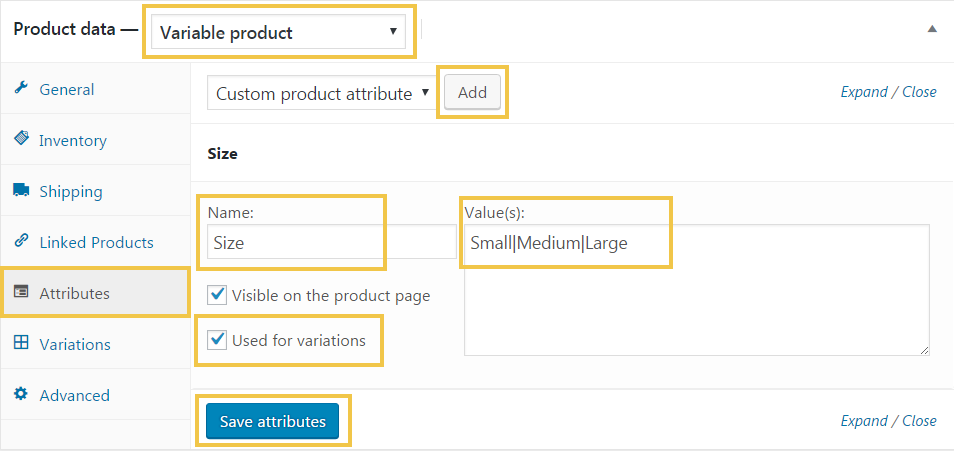 Product data — Variable product
General
Custom product attribute Add Expand / Close
Inventory
Size
Shipping
Name: Value(s):
Linked Products
Size Small|Medium|Large
Attributes
Visible on the product page
Variations
Used for variations
Advanced
Save attributes Expand / Close